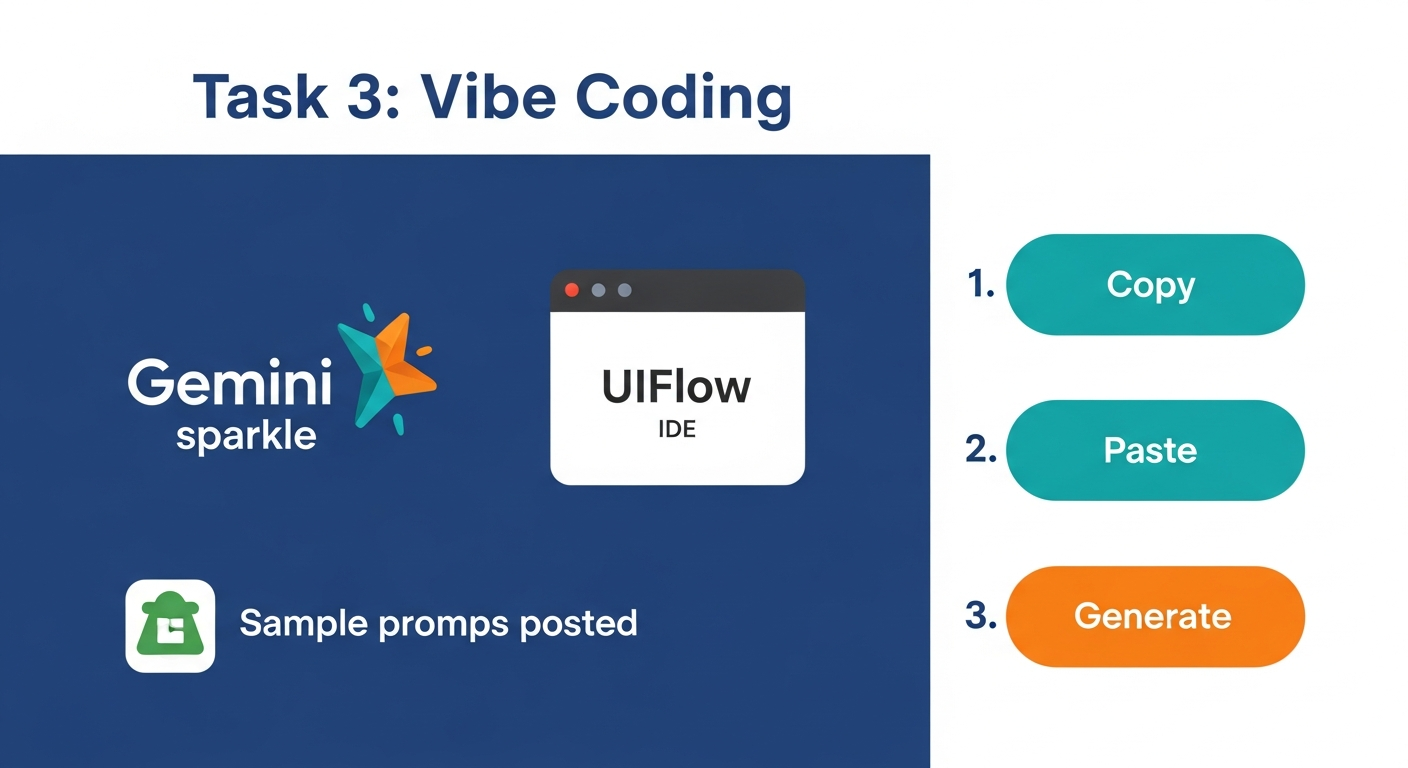 Task 3: Vibe Coding
Gemini
sparkle
UIFlow
IDE
Sample promps posted
1. Copy
2. Paste
3. Generate